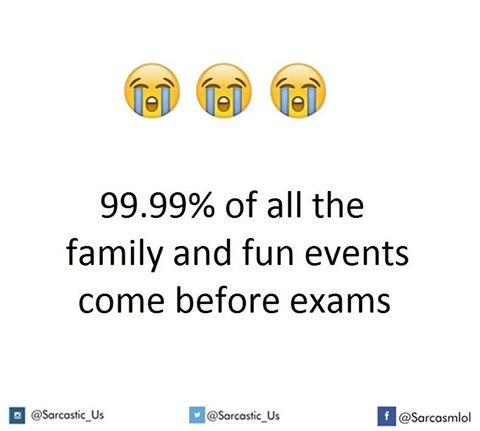 99.99% of all the
family and fun events
come before exams
@Sarcastic_Us @Sarcastic_Us @Sarcasmlol